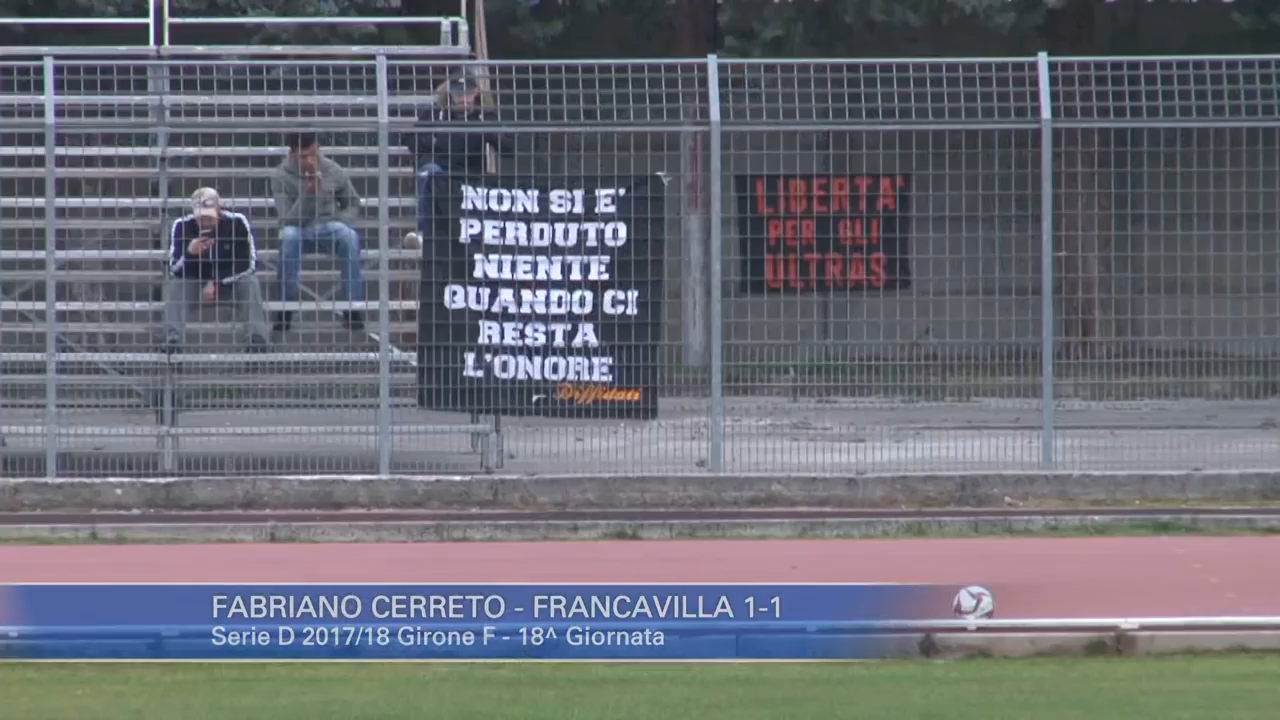 NON SI E'
PERDUTO
NIENTE
QUANDO CI
RESTA
L'ONORE
Diffidati
LIBERTA'
PER GLI
ULTRAS
FABRIANO CERRETO - FRANCAVILLA 1-1
Serie D 2017/18 Girone F - 18^ Giornata